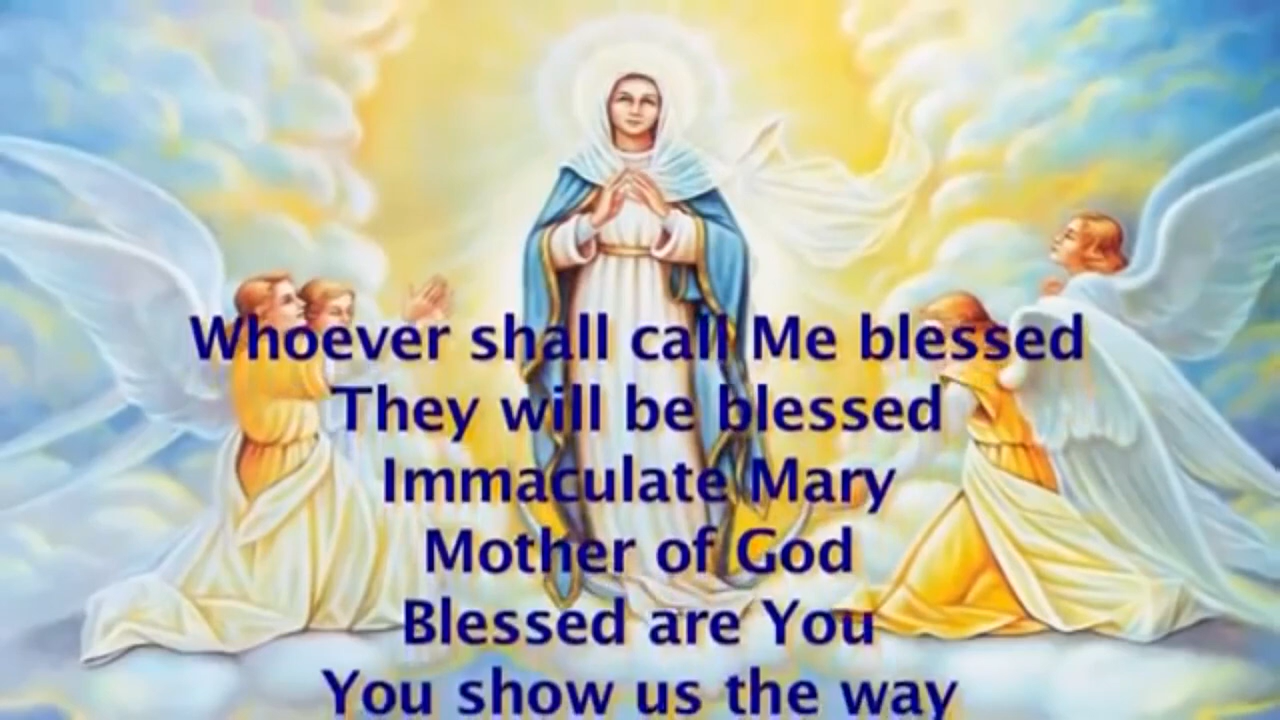 Whoever shall call Me blessed
They will be blessed
Immaculate Mary
Mother of God
Blessed are You
You show us the way